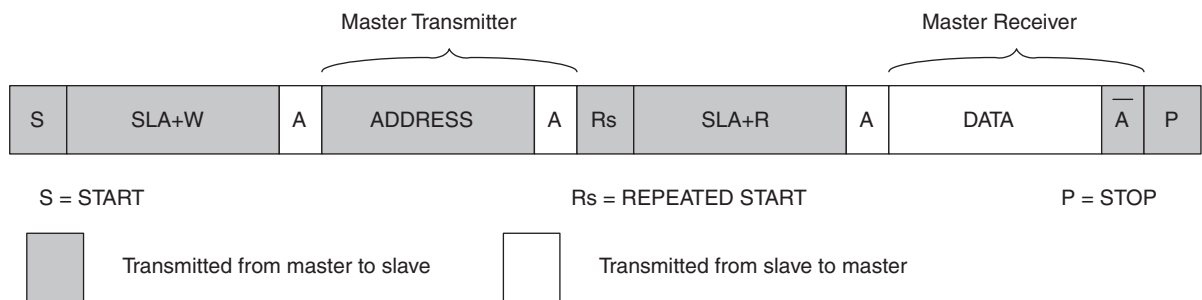 Master Transmitter Master Receiver
S SLA+W A ADDRESS A Rs SLA+R A DATA A̅ P
S = START Rs = REPEATED START P = STOP
Transmitted from master to slave Transmitted from slave to master